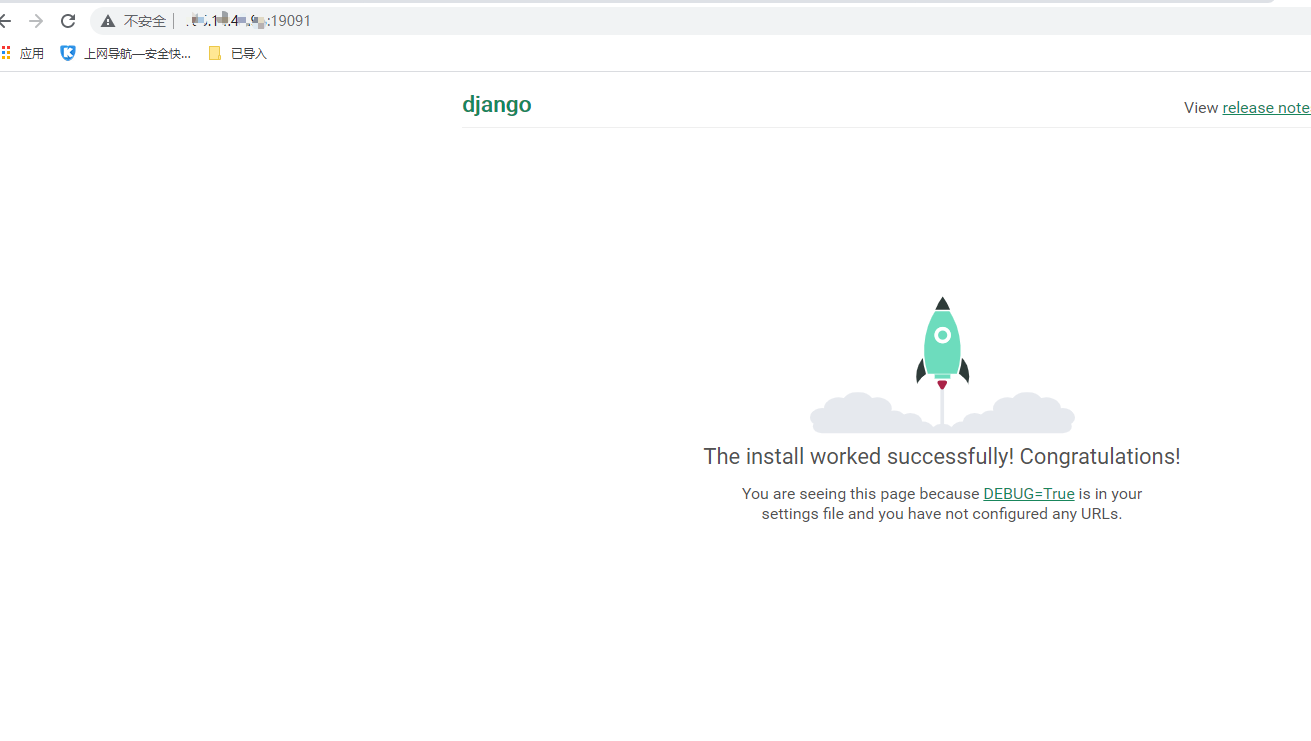 不安全
:19091
应用
上网导航—安全快...
已导入
django
View release note
The install worked successfully! Congratulations!
You are seeing this page because DEBUG=True is in your
settings file and you have not configured any URLs.